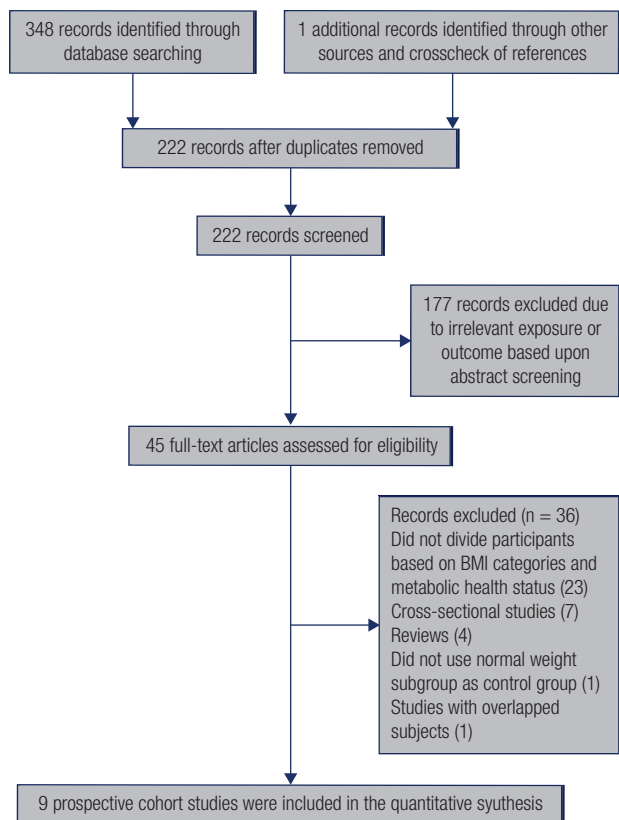 348 records identified through
database searching
1 additional records identified through other
sources and crosscheck of references
222 records after duplicates removed
222 records screened
177 records excluded due
to irrelevant exposure or
outcome based upon
abstract screening
45 full-text articles assessed for eligibility
Records excluded (n = 36)
Did not divide participants
based on BMI categories and
metabolic health status (23)
Cross-sectional studies (7)
Reviews (4)
Did not use normal weight
subgroup as control group (1)
Studies with overlapped
subjects (1)
9 prospective cohort studies were included in the quantitative syuthesis